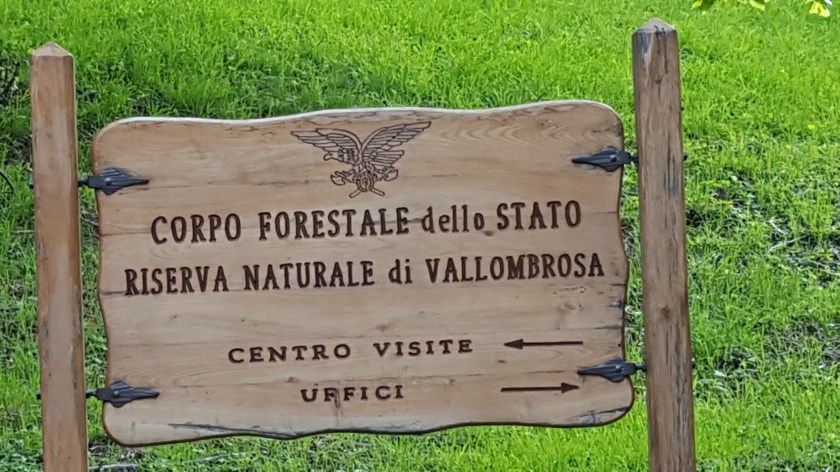 CORPO FORESTALE dello STATO
RISERVA NATURALE di VALLOMBROSA
CENTRO VISITE
UFFICI